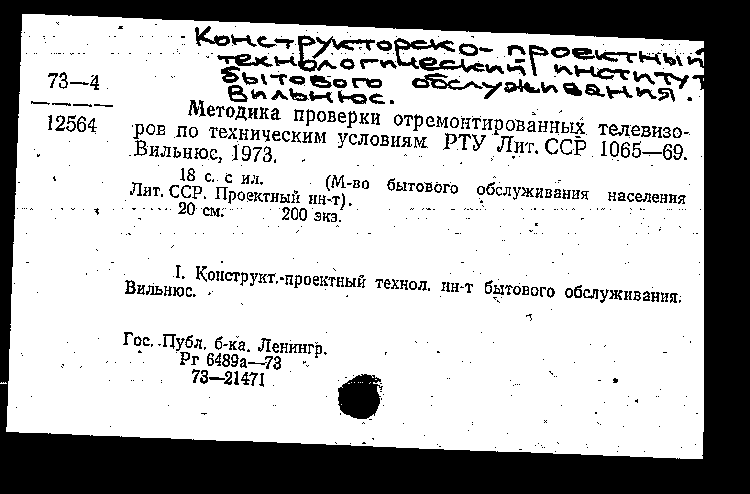 Конструкторско-проектный
технологический институт
бытового обслуживания.
Вильнюс.
73—4
12564
Методика проверки отремонтированных телевизо-
ров по техническим условиям РТУ Лит. ССР 1065—69.
Вильнюс, 1973.
18 с. с ил. (М-во бытового обслуживания населения
Лит. ССР. Проектный ин-т).
20 см. 200 экз.
I. Конструкт.-проектный технол. ин-т бытового обслуживания.
Вильнюс.
Гос. Публ. б-ка. Ленингр.
Рг 6489а—73
73—21471